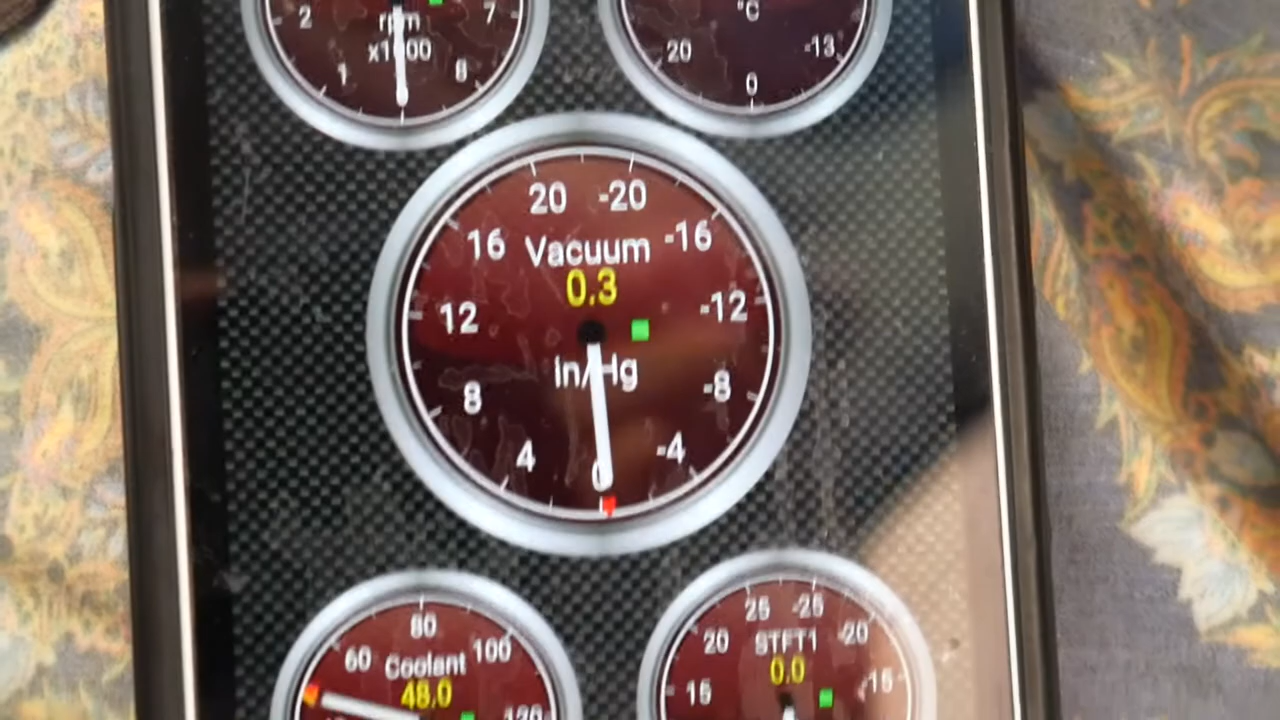 2
7
rpm
x1000
1
8
°C
20
-13
0
20 -20
16 Vacuum -16
0.3
12 -12
in/Hg
8 -8
4 -4
0
80
60 Coolant 100
48.0
120
25 -25
20 STFT1 -20
0.0
15 -15